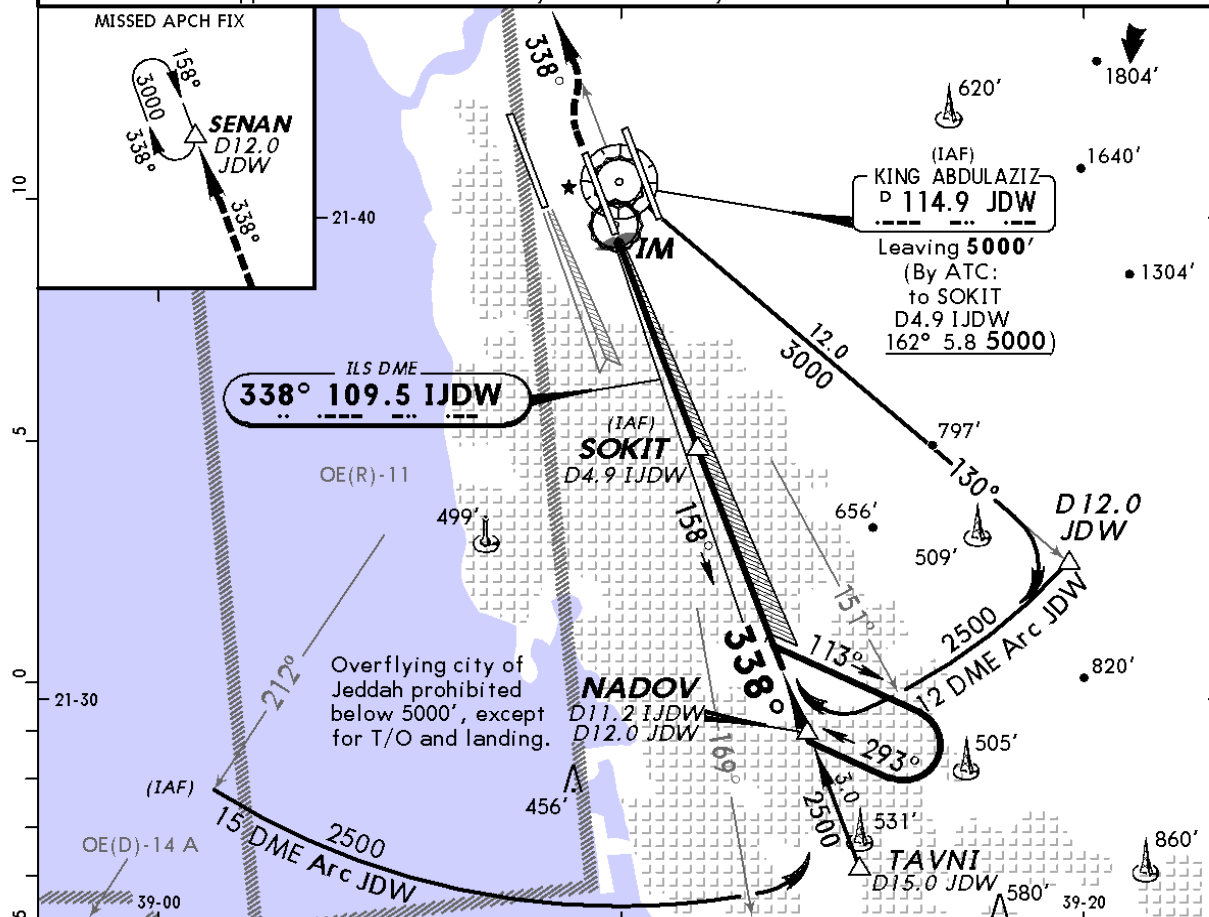 MISSED APCH FIX
158°
3000
338°
SENAN
D12.0
JDW
338°
338°
620'
1804'
1640'
1304'
(IAF)
KING ABDULAZIZ
D 114.9 JDW
Leaving 5000'
(By ATC:
to SOKIT
D4.9 IJDW
162° 5.8 5000)
10
21-40
IM
12.0
3000
ILS DME
338° 109.5 IJDW
(IAF)
SOKIT
D4.9 IJDW
5
OE(R)-11
499'
158°
797'
130°
656'
509'
D12.0
JDW
151°
2500
12 DME Arc JDW
820'
338°
113°
0
21-30
212°
Overflying city of
Jeddah prohibited
below 5000', except
for T/O and landing.
NADOV
D11.2 IJDW
D12.0 JDW
169°
293°
505'
(IAF)
456'
3.0
2500
531'
15 DME Arc JDW
2500
OE(D)-14 A
TAVNI
D15.0 JDW
860'
580'
39-00
39-20
5